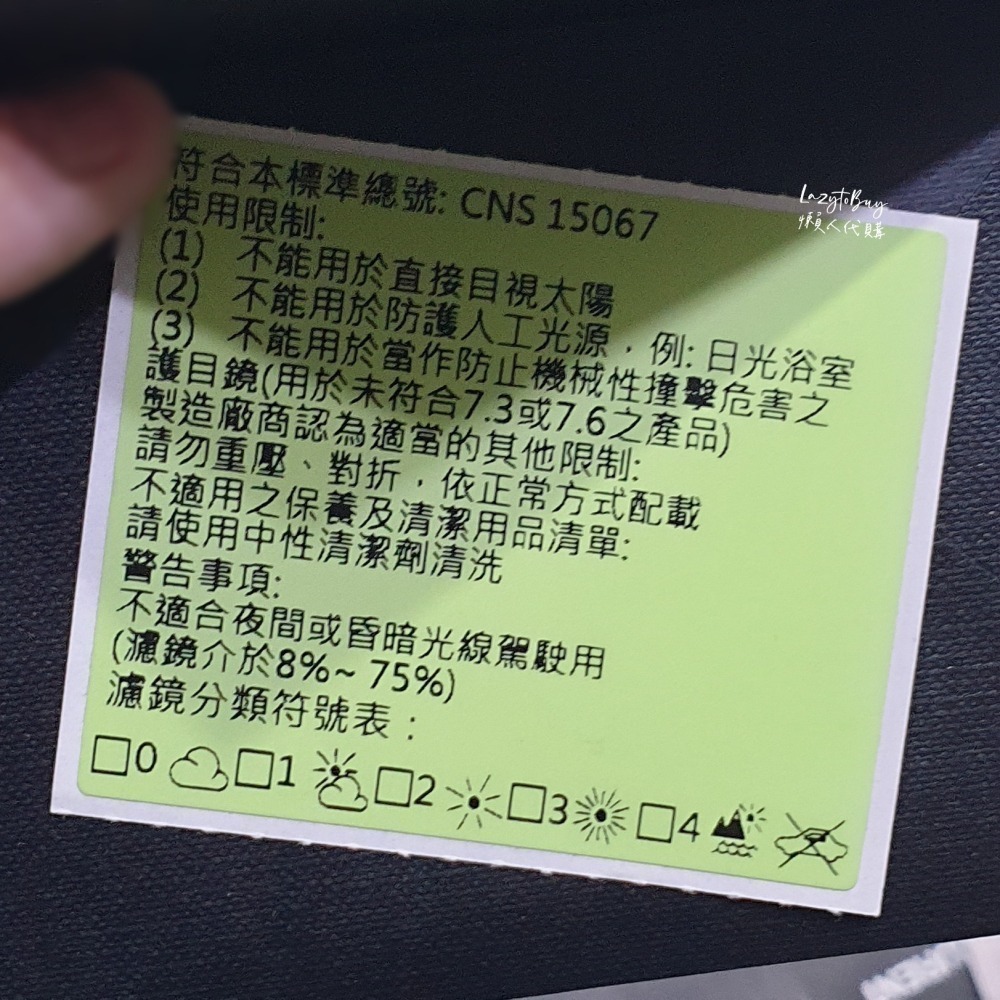 LazytoBuy
懶人代購
符合本標準總號: CNS 15067
使用限制:
(1) 不能用於直接目視太陽
(2) 不能用於防護人工光源，例: 日光浴室
(3) 不能用於當作防止機械性撞擊危害之
護目鏡(用於未符合7.3或7.6之產品)
製造廠商認為適當的其他限制:
請勿重壓、對折，依正常方式配載
不適用之保養及清潔用品清單:
請使用中性清潔劑清洗
警告事項:
不適合夜間或昏暗光線駕駛用
(濾鏡介於8%~ 75%)
濾鏡分類符號表：
□0 □1 □2 □3 □4